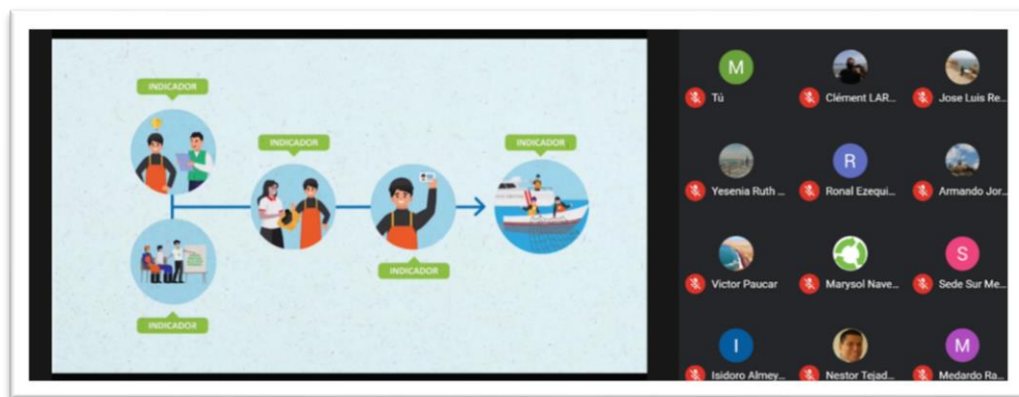 INDICADOR
INDICADOR
INDICADOR
INDICADOR
INDICADOR
M
Tú
Clément LAR...
Jose Luis Re...
Yesenia Ruth ...
R
Ronal Ezequi...
Armando Jor...
Victor Paucar
Marysol Nave...
S
Sede Sur Me...
I
Isidoro Almey...
Nestor Tejad...
M
Medardo Ra...